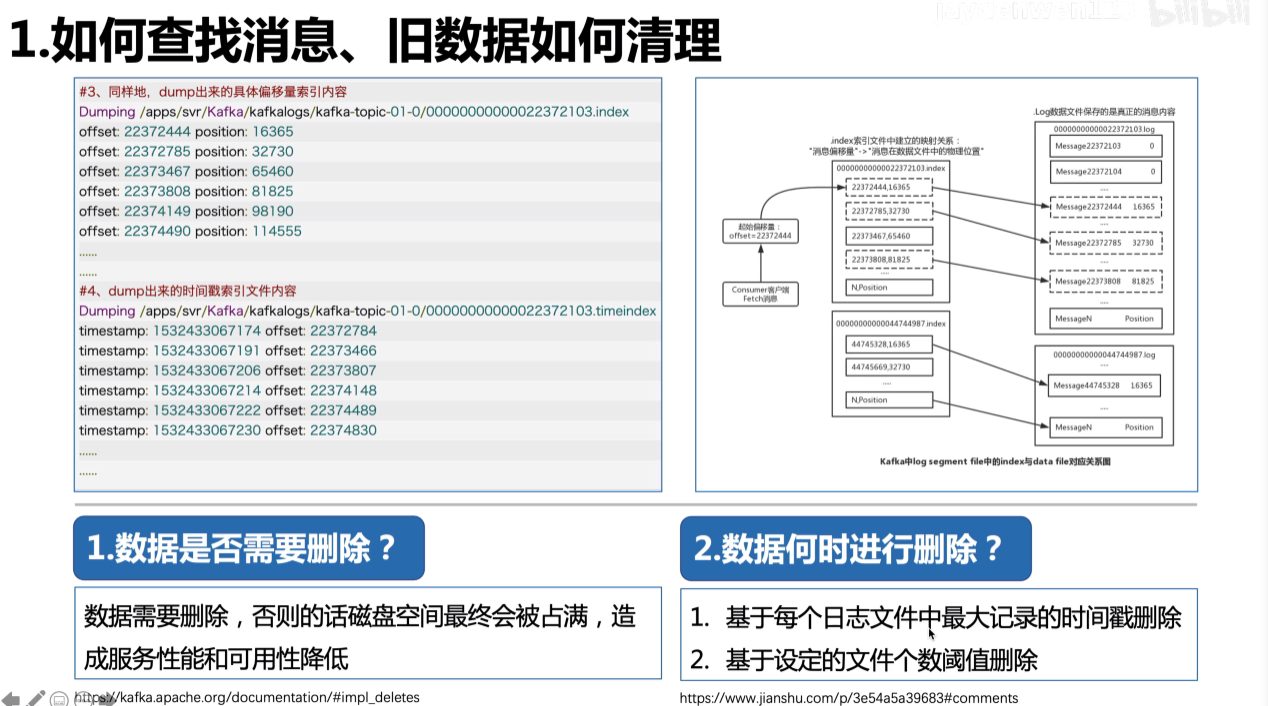 1.如何查找消息、旧数据如何清理
bilibili
#3、同样地，dump出来的具体偏移量索引内容
Dumping /apps/svr/Kafka/kafkalogs/kafka-topic-01-0/00000000000022372103.index
offset: 22372444 position: 16365
offset: 22372785 position: 32730
offset: 22373467 position: 65460
offset: 22373808 position: 81825
offset: 22374149 position: 98190
offset: 22374490 position: 114555
......
......
#4、dump出来的时间戳索引文件内容
Dumping /apps/svr/Kafka/kafkalogs/kafka-topic-01-0/00000000000022372103.timeindex
timestamp: 1532433067174 offset: 22372784
timestamp: 1532433067191 offset: 22373466
timestamp: 1532433067206 offset: 22373807
timestamp: 1532433067214 offset: 22374148
timestamp: 1532433067222 offset: 22374489
timestamp: 1532433067230 offset: 22374830
......
......
起始偏移量：
offset=22372444
Consumer客户端
Fetch消息
.index索引文件中建立的映射关系：
"消息偏移量"->"消息在数据文件中的物理位置"
00000000000022372103.index
22372444,16365
22372785,32730
22373467,65460
22373808,81825
....
N,Position
00000000000044744987.index
44745328,16365
44745669,32730
....
N,Position
.Log数据文件保存的是真正的消息内容
00000000000022372103.log
Message22372103 0
Message22372104 0
....
Message22372444 16365
....
Message22372785 32730
....
Message22373808 81825
....
MessageN Position
00000000000044744987.log
....
Message44745328 16365
....
MessageN Position
Kafka中log segment file中的index与data file对应关系图
1.数据是否需要删除？
数据需要删除，否则的话磁盘空间最终会被占满，造
成服务性能和可用性降低
https://kafka.apache.org/documentation/#impl_deletes
2.数据何时进行删除？
1. 基于每个日志文件中最大记录的时间戳删除
2. 基于设定的文件个数阈值删除
https://www.jianshu.com/p/3e54a5a39683#comments